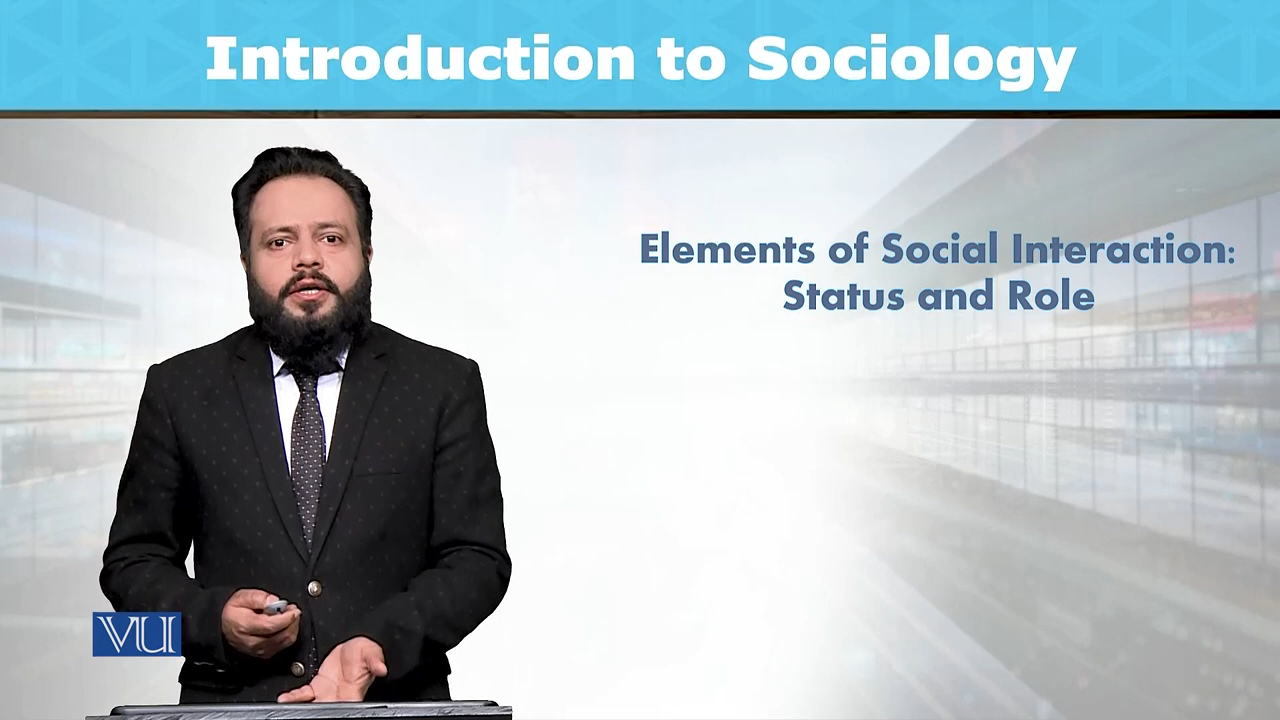 Introduction to Sociology
Elements of Social Interaction:
Status and Role
VU